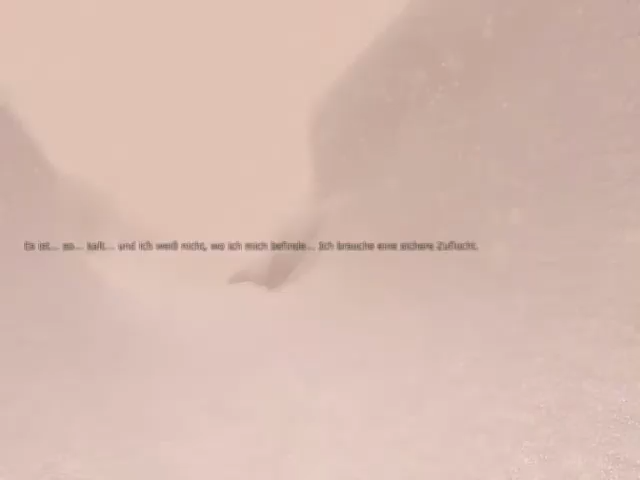 Es ist... so... kalt... und ich weiß nicht, wo ich mich befinde... Ich brauche eine sichere Zuflucht.